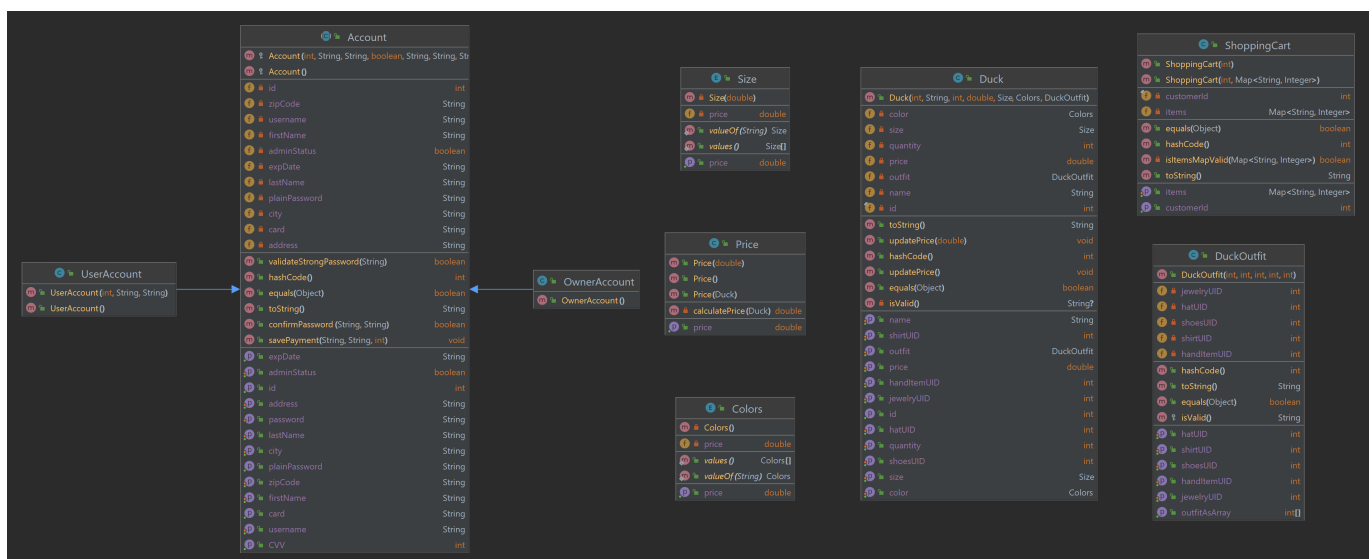 Account
Account(int, String, String, boolean, String, String, Str
Account()
id int
zipCode String
username String
firstName String
adminStatus boolean
expDate String
lastName String
plainPassword String
city String
card String
address String
validateStrongPassword(String) boolean
hashCode() int
equals(Object) boolean
toString() String
confirmPassword(String, String) boolean
savePayment(String, String, int) void
expDate String
adminStatus boolean
id int
address String
password String
lastName String
city String
plainPassword String
zipCode String
firstName String
card String
username String
CVV int
UserAccount
UserAccount(int, String, String)
UserAccount()
OwnerAccount
OwnerAccount()
Size
Size(double)
price double
valueOf(String) Size
values() Size[]
price double
Price
Price(double)
Price()
Price(Duck)
calculatePrice(Duck) double
price double
Colors
Colors()
price double
values() Colors[]
valueOf(String) Colors
price double
Duck
Duck(int, String, int, double, Size, Colors, DuckOutfit)
color Colors
size Size
quantity int
price double
outfit DuckOutfit
name String
id int
toString() String
updatePrice(double) void
hashCode() int
updatePrice() void
equals(Object) boolean
isValid() String?
name String
shirtUID int
outfit DuckOutfit
price double
handItemUID int
jewelryUID int
id int
hatUID int
quantity int
shoesUID int
size Size
color Colors
ShoppingCart
ShoppingCart(int)
ShoppingCart(int, Map<String, Integer>)
customerId int
items Map<String, Integer>
equals(Object) boolean
hashCode() int
isItemsMapValid(Map<String, Integer>) boolean
toString() String
items Map<String, Integer>
customerId int
DuckOutfit
DuckOutfit(int, int, int, int, int)
jewelryUID int
hatUID int
shoesUID int
shirtUID int
handItemUID int
hashCode() int
toString() String
equals(Object) boolean
isValid() String
hatUID int
shirtUID int
shoesUID int
handItemUID int
jewelryUID int
outfitAsArray int[]